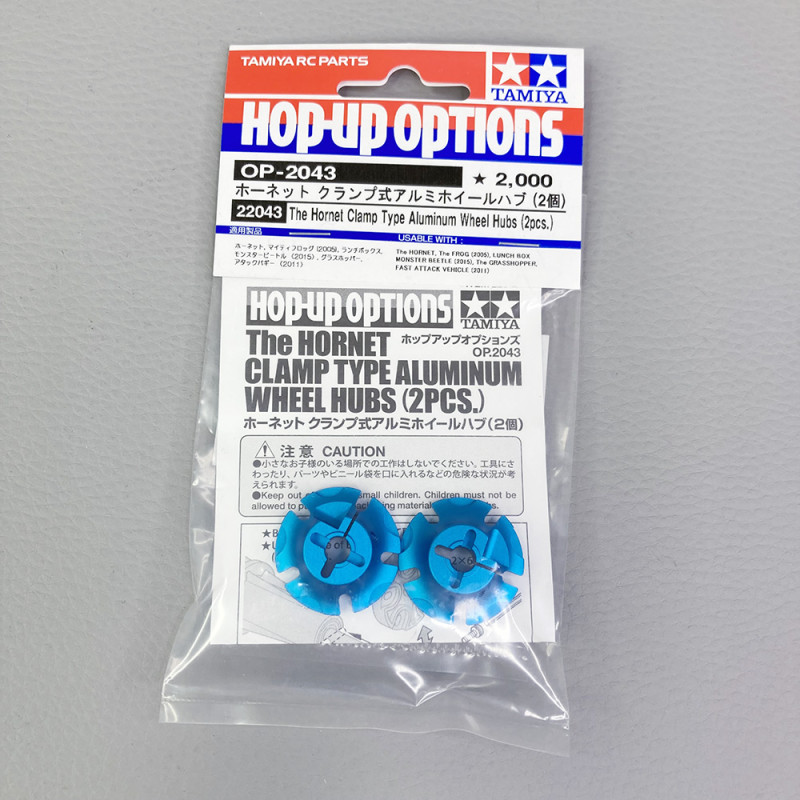 TAMIYA RC PARTS
TAMIYA
HOP-UP OPTIONS
OP-2043
★ 2,000
ホーネット クランプ式アルミホイールハブ (2個)
22043 The Hornet Clamp Type Aluminum Wheel Hubs (2pcs.)
適用製品
USABLE WITH :
ホーネット, マイティフロッグ (2005), ランチボックス,
モンスタービートル (2015), グラスホッパー,
アタックバギー (2011)
The HORNET, The FROG (2005), LUNCH BOX
MONSTER BEETLE (2015), The GRASSHOPPER,
FAST ATTACK VEHICLE (2011)
HOP-UP OPTIONS
TAMIYA
The HORNET
ホップアップオプションズ
OP.2043
CLAMP TYPE ALUMINUM
WHEEL HUBS (2PCS.)
ホーネット クランプ式アルミホイールハブ (2個)
注意 CAUTION
●小さなお子様のいる場所での工作はしないでください。工具にさ
わったり、パーツやビニール袋を口に入れるなどの危険な状況が考
えられます。
●Keep out small children. Children must not be
allowed to
2×6